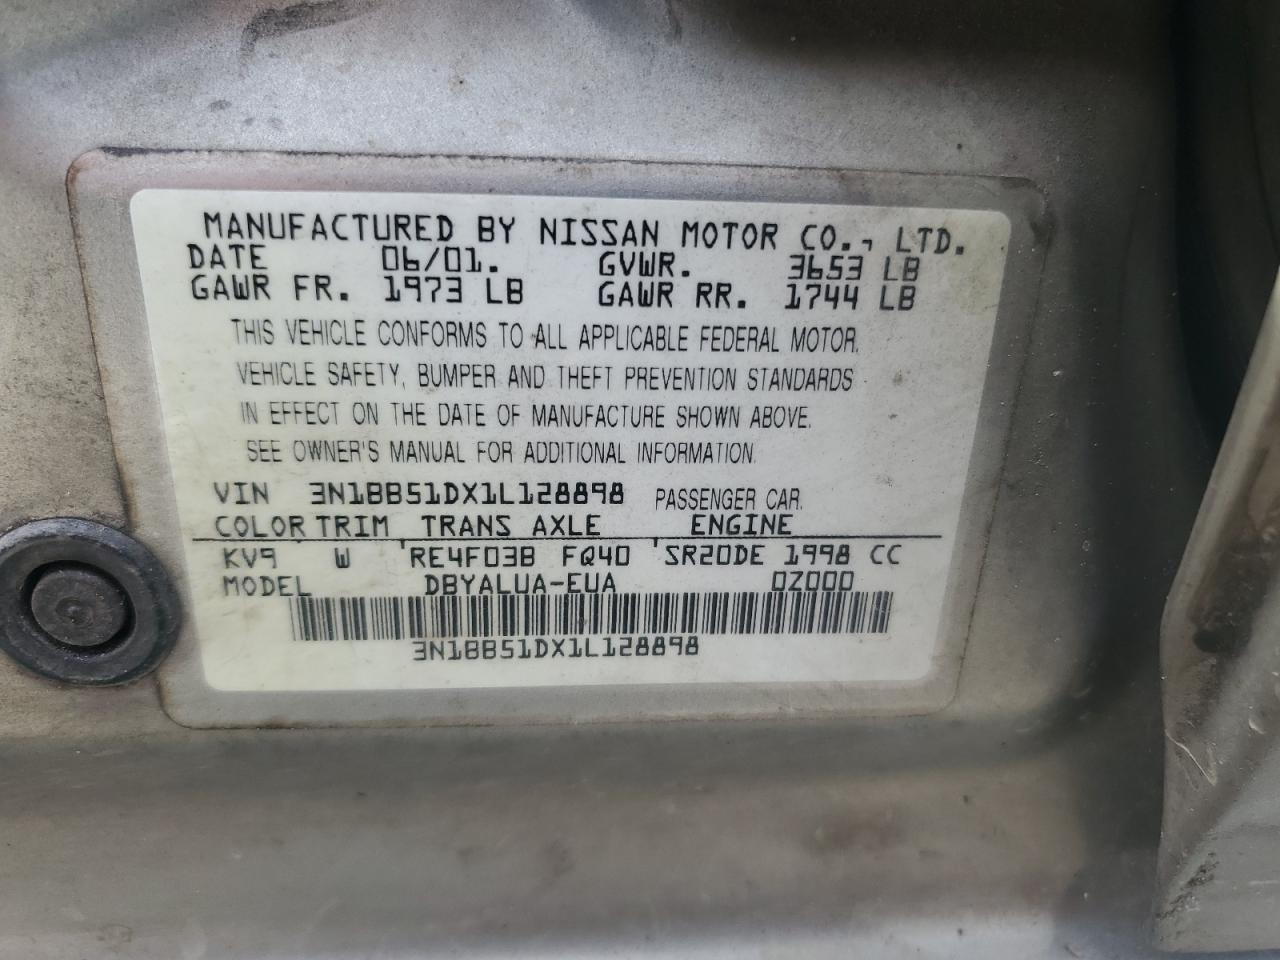 MANUFACTURED BY NISSAN MOTOR CO., LTD.
DATE 06/01. GVWR. 3653 LB
GAWR FR. 1973 LB GAWR RR. 1744 LB
THIS VEHICLE CONFORMS TO ALL APPLICABLE FEDERAL MOTOR
VEHICLE SAFETY, BUMPER AND THEFT PREVENTION STANDARDS
IN EFFECT ON THE DATE OF MANUFACTURE SHOWN ABOVE.
SEE OWNER'S MANUAL FOR ADDITIONAL INFORMATION.
VIN 3N1BB51DX1L128898 PASSENGER CAR
COLOR TRIM TRANS AXLE ENGINE
KV9 W RE4F03B FQ40 SR20DE 1998 CC
MODEL DBYALUA-EUA 0Z000
3N1BB51DX1L128898